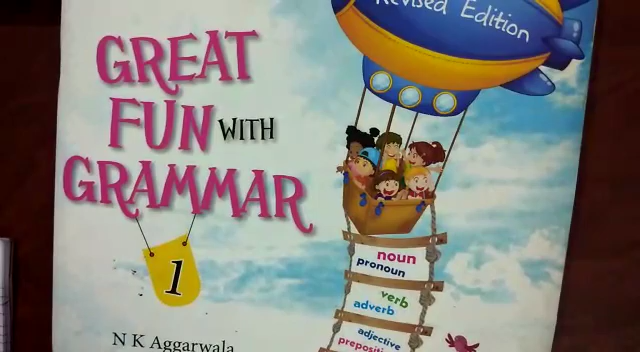 Revised Edition
GREAT
FUN WITH
GRAMMAR
1
noun
pronoun
verb
adverb
adjective
N K Aggarwala